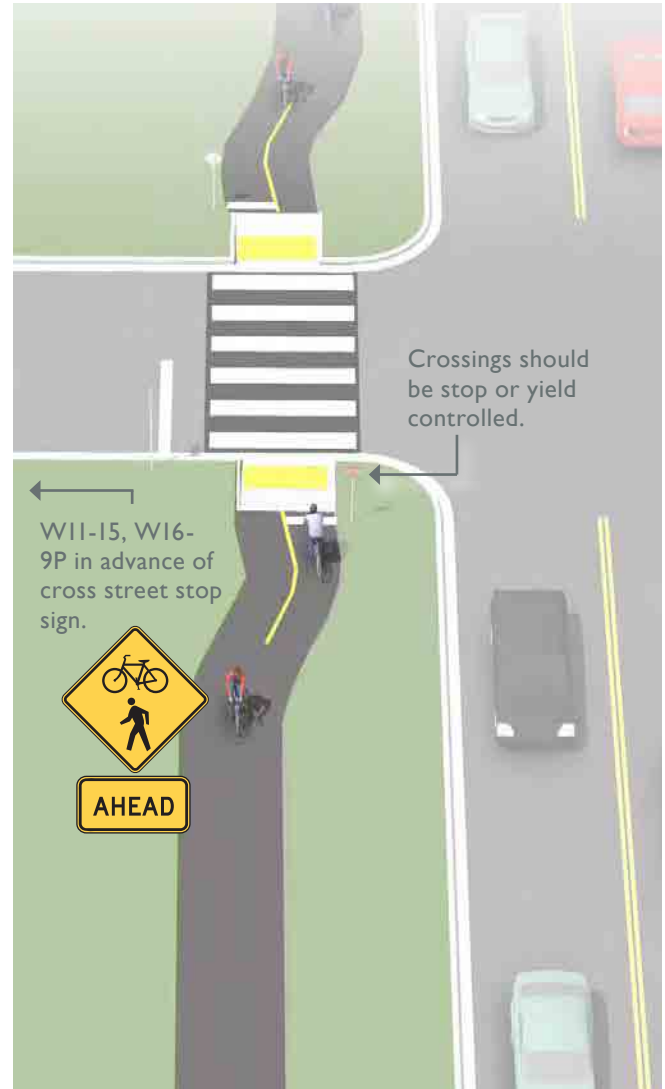 Crossings should
be stop or yield
controlled.
W11-15, W16-
9P in advance of
cross street stop
sign.
AHEAD